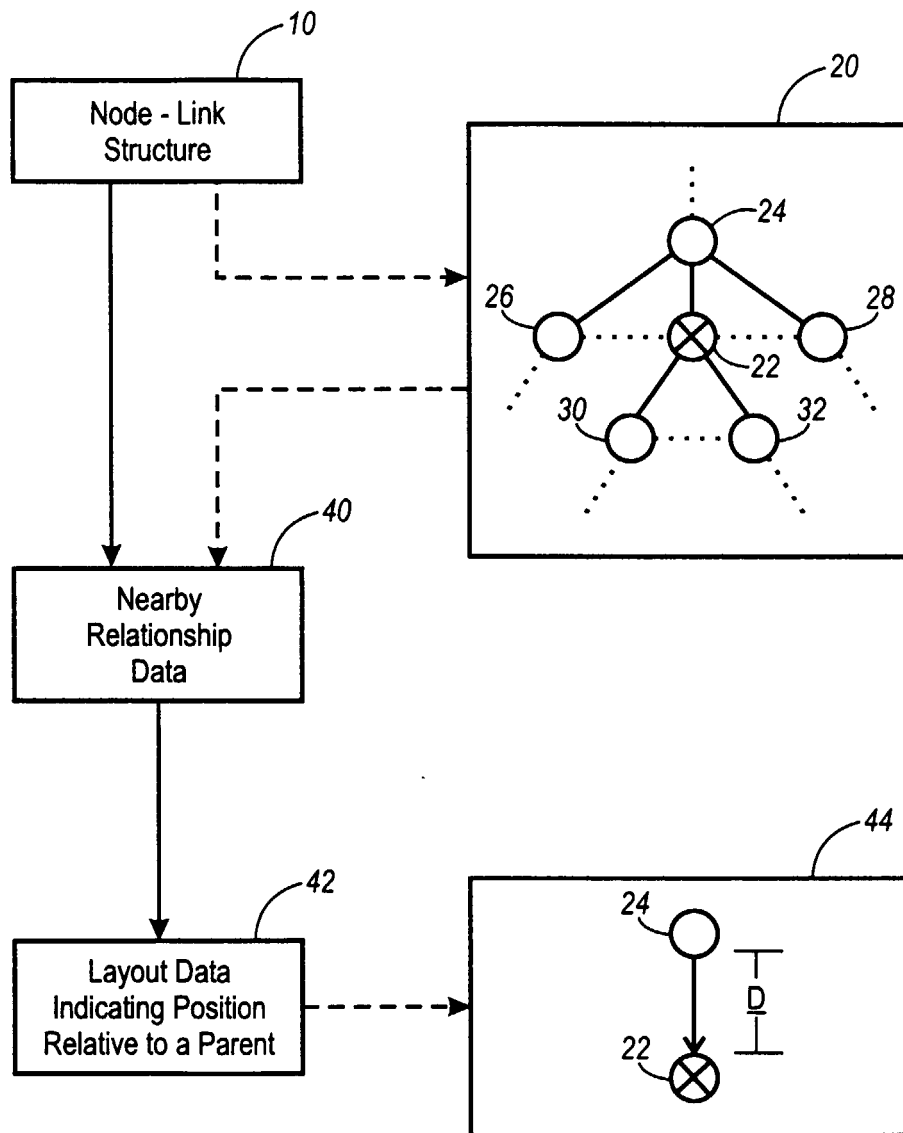 10
Node - Link
Structure
20
24
26
28
22
30
32
40
Nearby
Relationship
Data
42
Layout Data
Indicating Position
Relative to a Parent
44
24
D
22